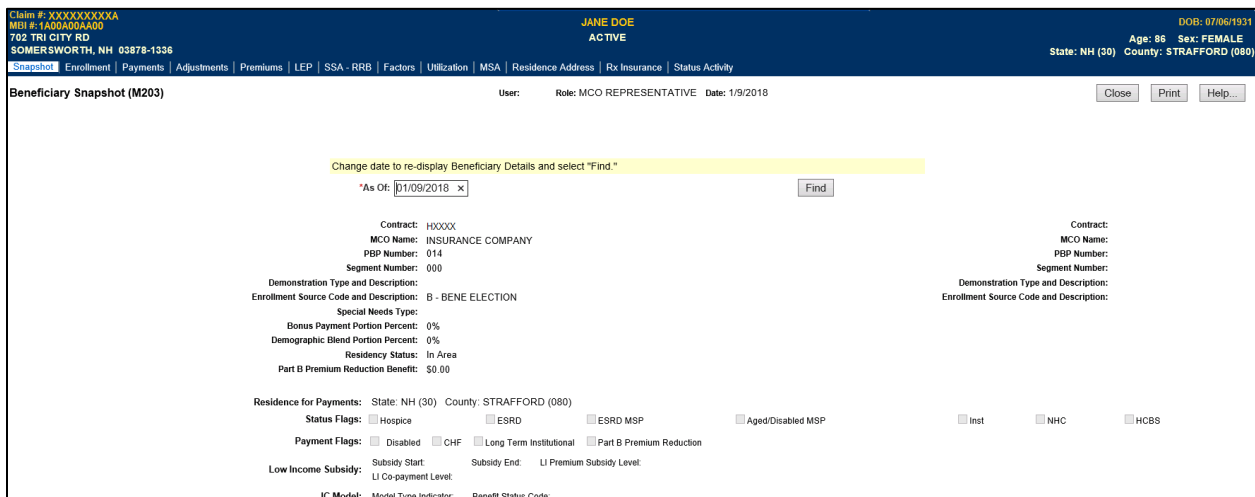 Claim #: XXXXXXXXXA
MBI #:1A00A00AA00 JANE DOE DOB: 07/06/1931
702 TRI CITY RD ACTIVE Age: 86 Sex: FEMALE
SOMERSWORTH, NH 03878-1336 State: NH (30) County: STRAFFORD (080)
Snapshot | Enrollment | Payments | Adjustments | Premiums | LEP | SSA - RRB | Factors | Utilization | MSA | Residence Address | Rx Insurance | Status Activity
Beneficiary Snapshot (M203) User: Role: MCO REPRESENTATIVE Date: 1/9/2018 Close Print Help...
Change date to re-display Beneficiary Details and select "Find."
*As Of: 01/09/2018 × Find
Contract: HXXXX Contract:
MCO Name: INSURANCE COMPANY MCO Name:
PBP Number: 014 PBP Number:
Segment Number: 000 Segment Number:
Demonstration Type and Description: Demonstration Type and Description:
Enrollment Source Code and Description: B - BENE ELECTION Enrollment Source Code and Description:
Special Needs Type:
Bonus Payment Portion Percent: 0%
Demographic Blend Portion Percent: 0%
Residency Status: In Area
Part B Premium Reduction Benefit: $0.00
Residence for Payments: State: NH (30) County: STRAFFORD (080)
Status Flags: Hospice ESRD ESRD MSP Aged/Disabled MSP Inst NHC HCBS
Payment Flags: Disabled CHF Long Term Institutional Part B Premium Reduction
Low Income Subsidy: Subsidy Start: Subsidy End: LI Premium Subsidy Level:
LI Co-payment Level:
IC Model: Model Type Indicator: Benefit Status Code: